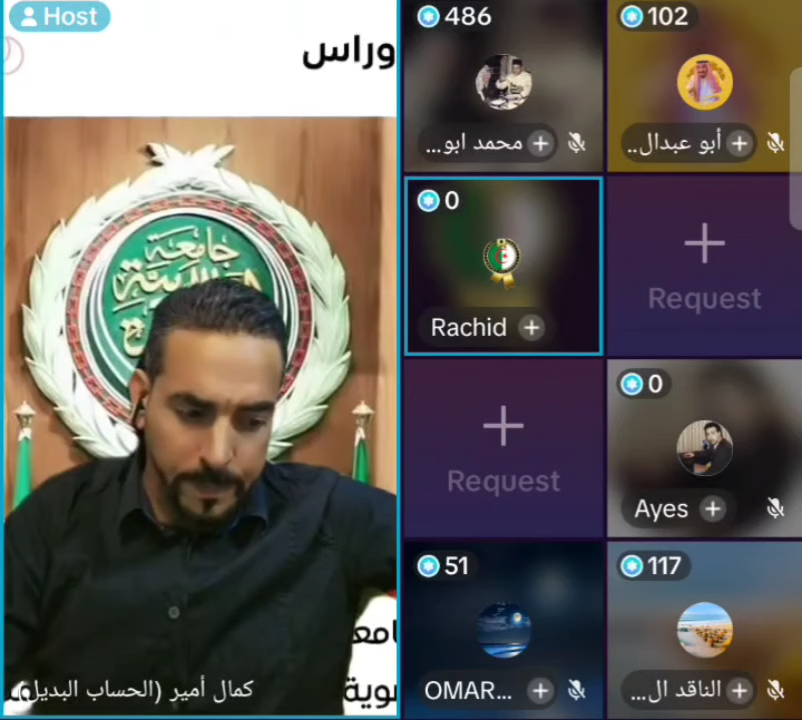 Host
وراس
جامعة
كمال أمير (الحساب البديل)
486
محمد ابو...
102
أبو عبدال..
0
Rachid
Request
Request
0
Ayes
51
OMAR...
117
الناقد ال...